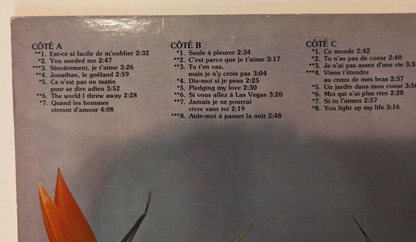 CÔTÉ A
**1. Est-ce si facile de m'oublier 2:32
*2. You needed me 2:47
***3. Sincèrement, je t'aime 3:26
**4. Jonathan, le goéland 2:59
*5. Ce n'est pas un matin
pour se dire adieu 3:52
**6. The world I threw away 2:28
*7. Quand les hommes
vivront d'amour 4:08
CÔTÉ B
*1. Seule à pleurer 2:34
**2. C'est parce que je t'aime 3:17
**3. Tu t'en vas,
mais je n'y crois pas 3:04
*4. Dis-moi si je peux 2:25
*5. Pledging my love 2:30
**6. Si vous allez à Las Vegas 3:20
**7. Jamais je ne pourrai
vivre sans toi 2:19
***8. Aide-moi à passer la nuit 2:48
CÔTÉ C
*1. Ce monde 2:42
**2. Tu n'as pas de coeur 2:40
**3. Je n'ai pas assez d'une vie
***4. Viens t'étendre
au creux de mes bras 2:37
*5. Un jardin dans mon coeur
*6. Moi qui n'ai plus rien 2:28
*7. Si tu l'aimes 2:57
*8. You light up my life 3:16